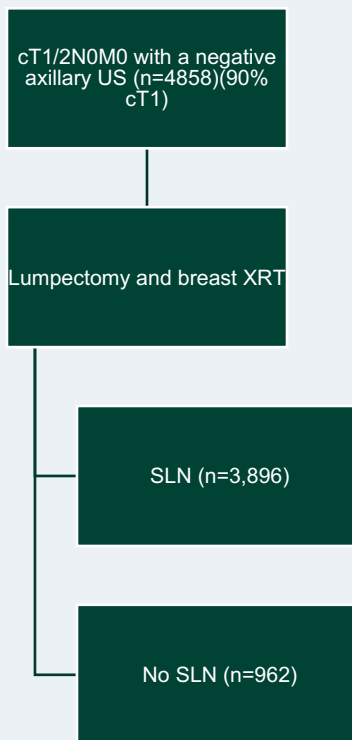 cT1/2N0M0 with a negative
axillary US (n=4858)(90%
cT1)
Lumpectomy and breast XRT
SLN (n=3,896)
No SLN (n=962)